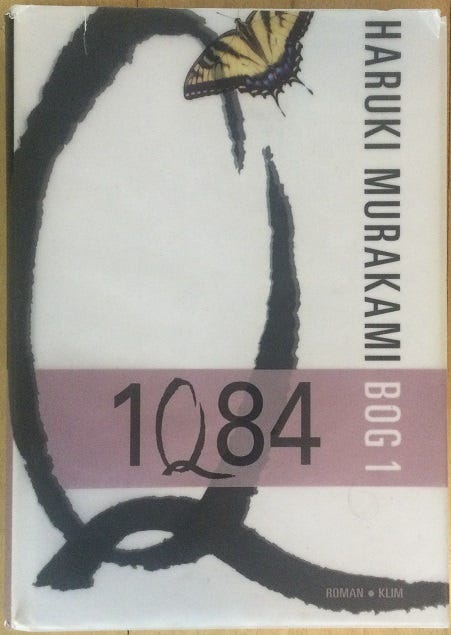 HARUKI MURAKAMI BOG 1
1Q84
ROMAN • KLIM